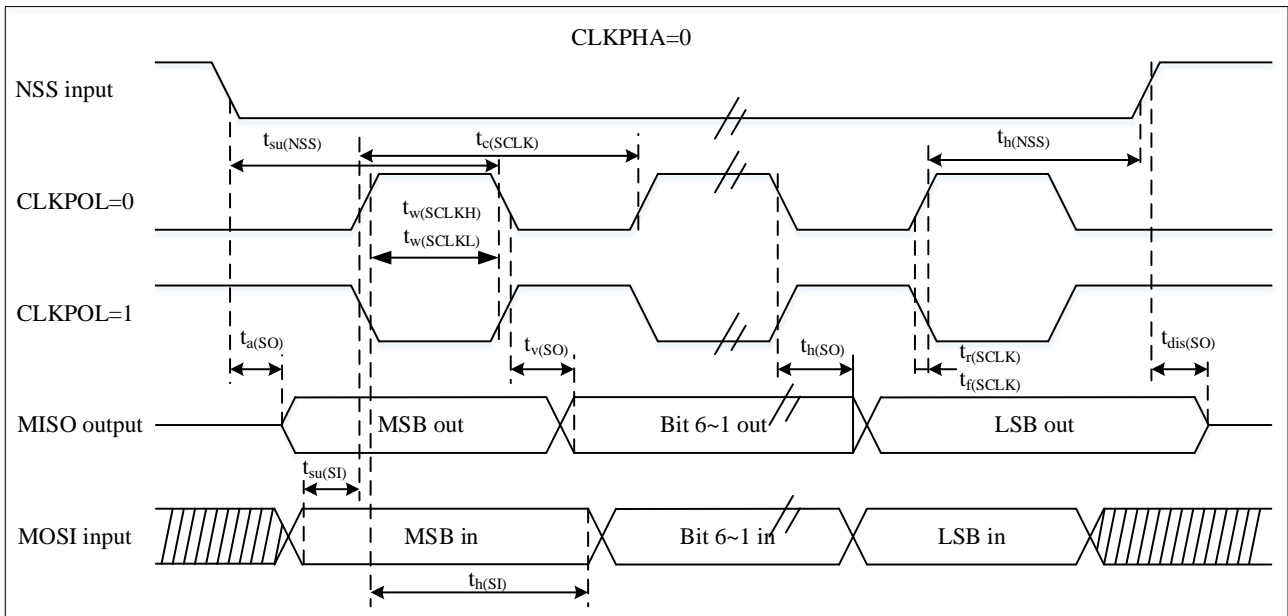 CLKPHA=0
NSS input
tsu(NSS)
tc(SCLK)
th(NSS)
CLKPOL=0
tw(SCLKH)
tw(SCLKL)
CLKPOL=1
ta(SO)
tv(SO)
th(SO)
tr(SCLK)
tf(SCLK)
tdis(SO)
MISO output
MSB out
Bit 6~1 out
LSB out
tsu(SI)
MOSI input
MSB in
Bit 6~1 in
LSB in
th(SI)